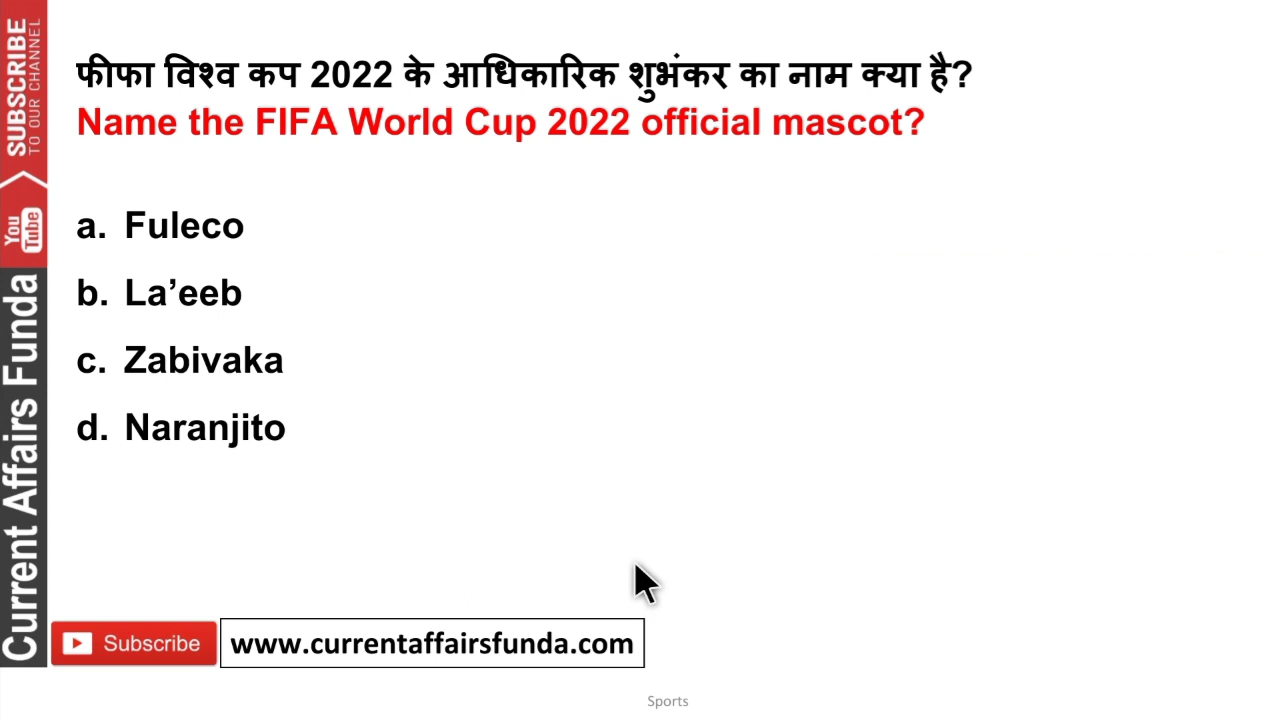 फीफा विश्व कप 2022 के आधिकारिक शुभंकर का नाम क्या है?
Name the FIFA World Cup 2022 official mascot?
a. Fuleco
b. La’eeb
c. Zabivaka
d. Naranjito
SUBSCRIBE
TO OUR CHANNEL
You
Tube
Current Affairs Funda
Subscribe
www.currentaffairsfunda.com
Sports